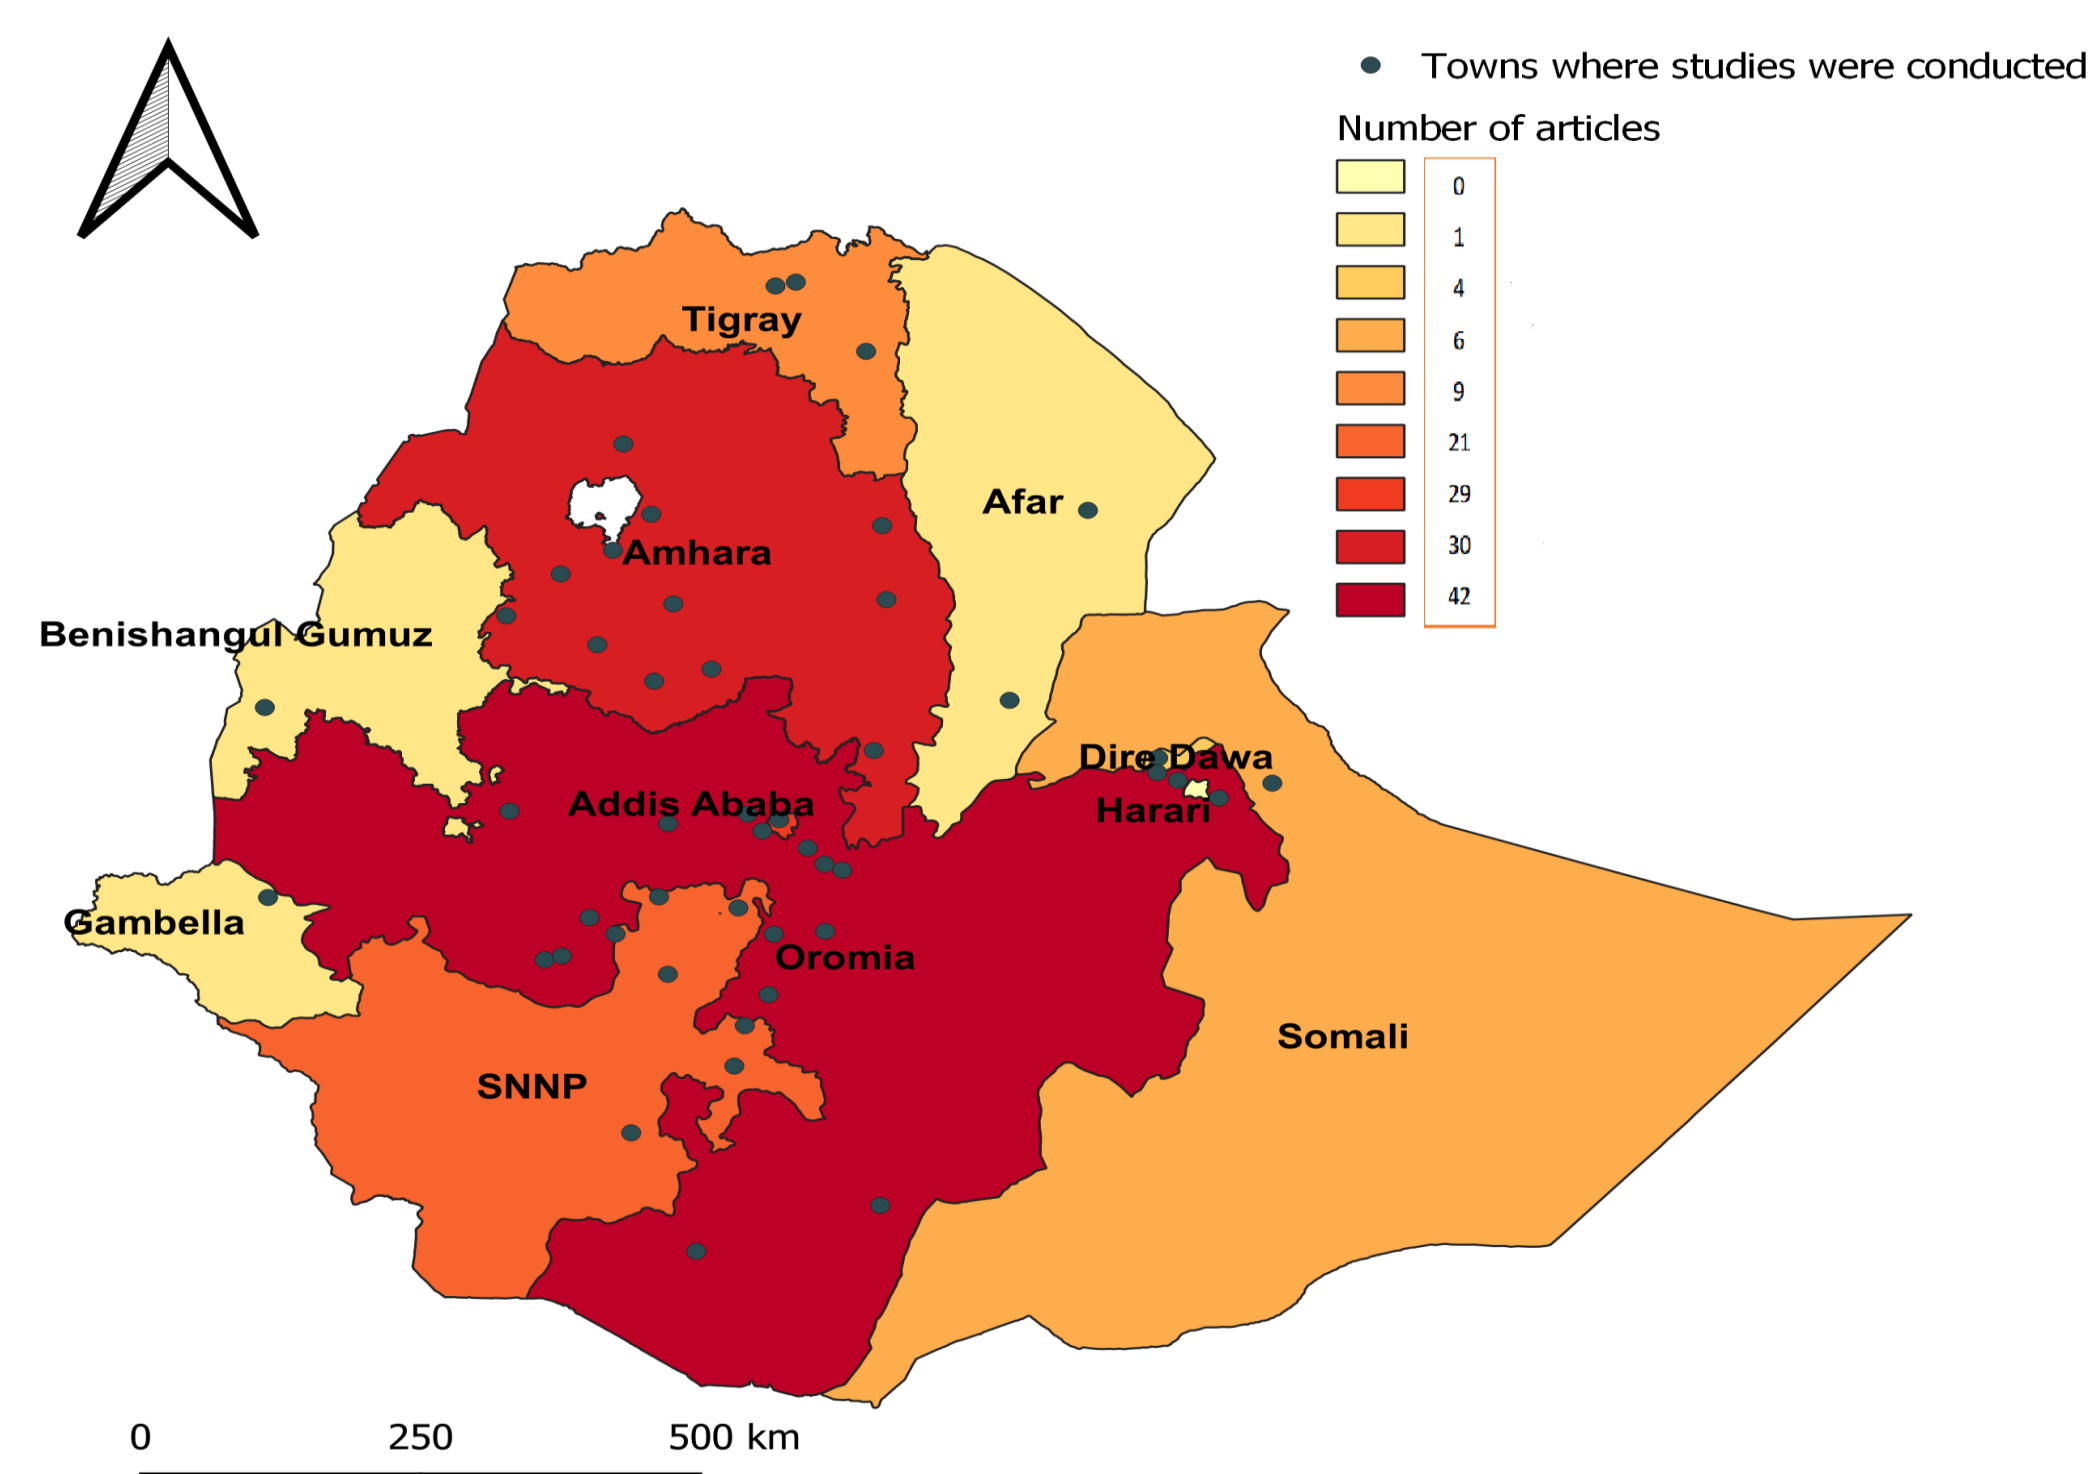 Towns where studies were conducted
Number of articles
0
1
4
6
9
21
29
30
42
Tigray
Afar
Amhara
Benishangul Gumuz
Dire Dawa
Addis Ababa
Harari
Gambella
Oromia
Somali
SNNP
0 250 500 km